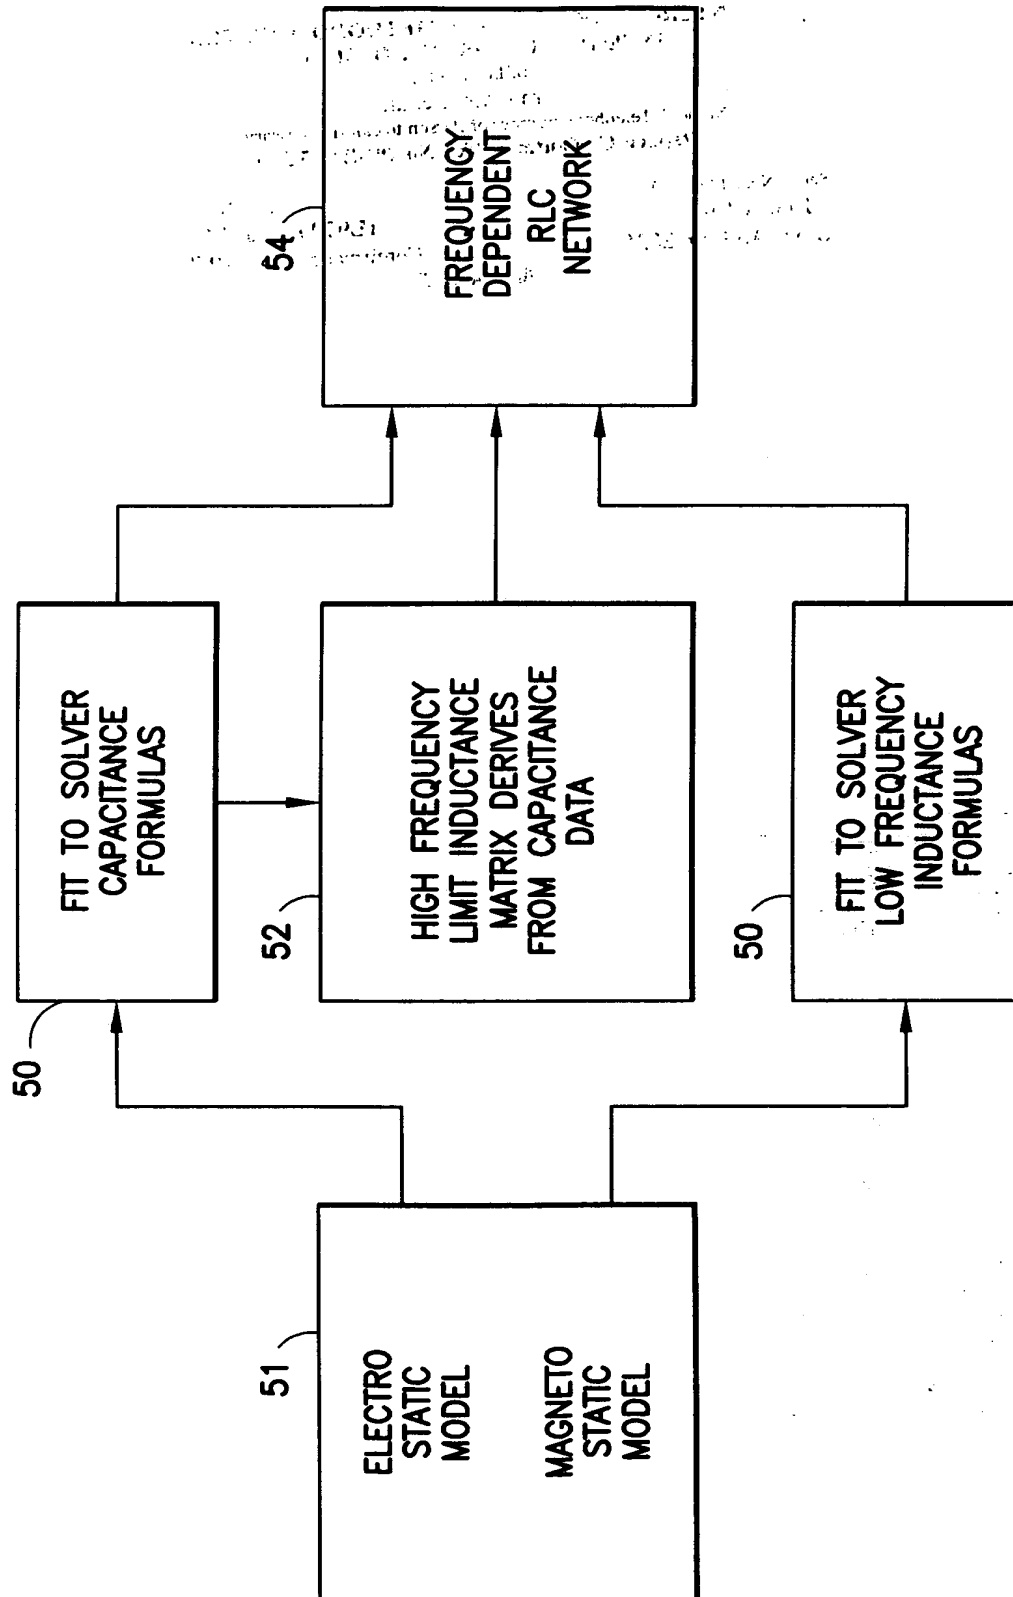 51
ELECTRO
STATIC
MODEL
MAGNETO
STATIC
MODEL
50
FIT TO SOLVER
CAPACITANCE
FORMULAS
52
HIGH FREQUENCY
LIMIT INDUCTANCE
MATRIX DERIVES
FROM CAPACITANCE
DATA
50
FIT TO SOLVER
LOW FREQUENCY
INDUCTANCE
FORMULAS
54
FREQUENCY
DEPENDENT
RLC
NETWORK